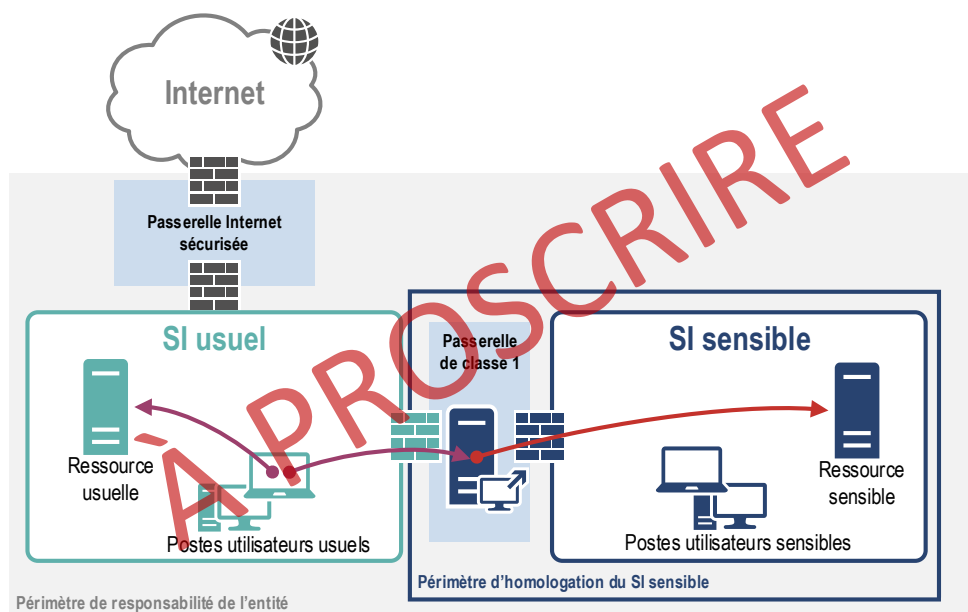 Internet
Passerelle Internet
sécurisée
SI usuel
Passerelle
de classe 1
SI sensible
Ressource
usuelle
Ressource
sensible
Postes utilisateurs usuels
Postes utilisateurs sensibles
Périmètre d’homologation du SI sensible
Périmètre de responsabilité de l’entité
À PROSCRIRE